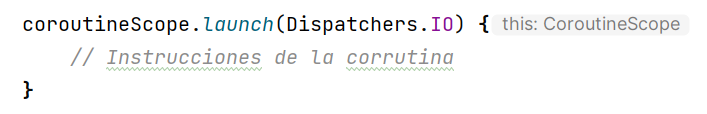 coroutineScope.launch(Dispatchers.IO) { this: CoroutineScope
    // Instrucciones de la corrutina
}